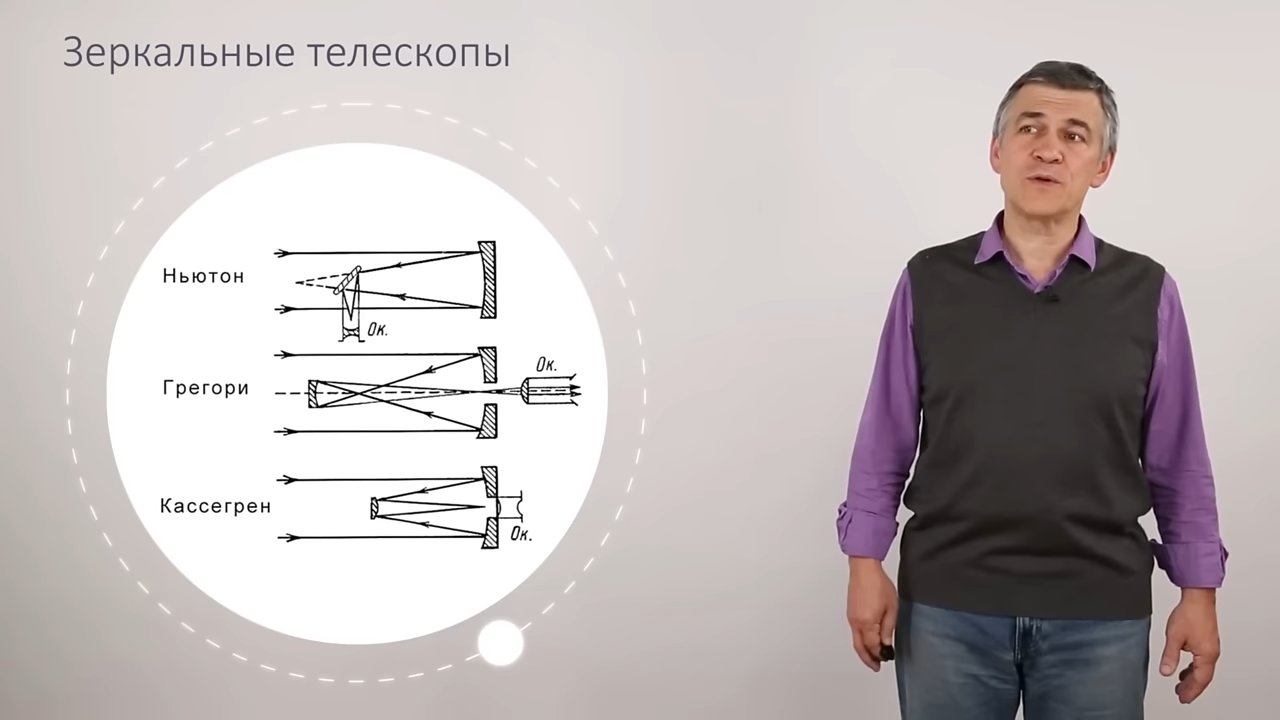 Зеркальные телескопы
Ньютон
Ок.
Грегори
Ок.
Кассегрен
Ок.